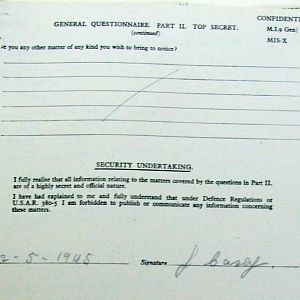 CONFIDENTI
GENERAL QUESTIONNAIRE. PART II. TOP SECRET.
M.I.9 Gen/
(continued)
MIS-X
ve you any other matter of any kind you wish to bring to notice?
SECURITY UNDERTAKING.
I fully realise that all information relating to the matters covered by the questions in Part II.
are of a highly secret and official nature.
I have had explained to me and fully understand that under Defence Regulations or
U.S.A.R. 380-5 I am forbidden to publish or communicate any information concerning
these matters.
2-5-1945 Signature J Casey.